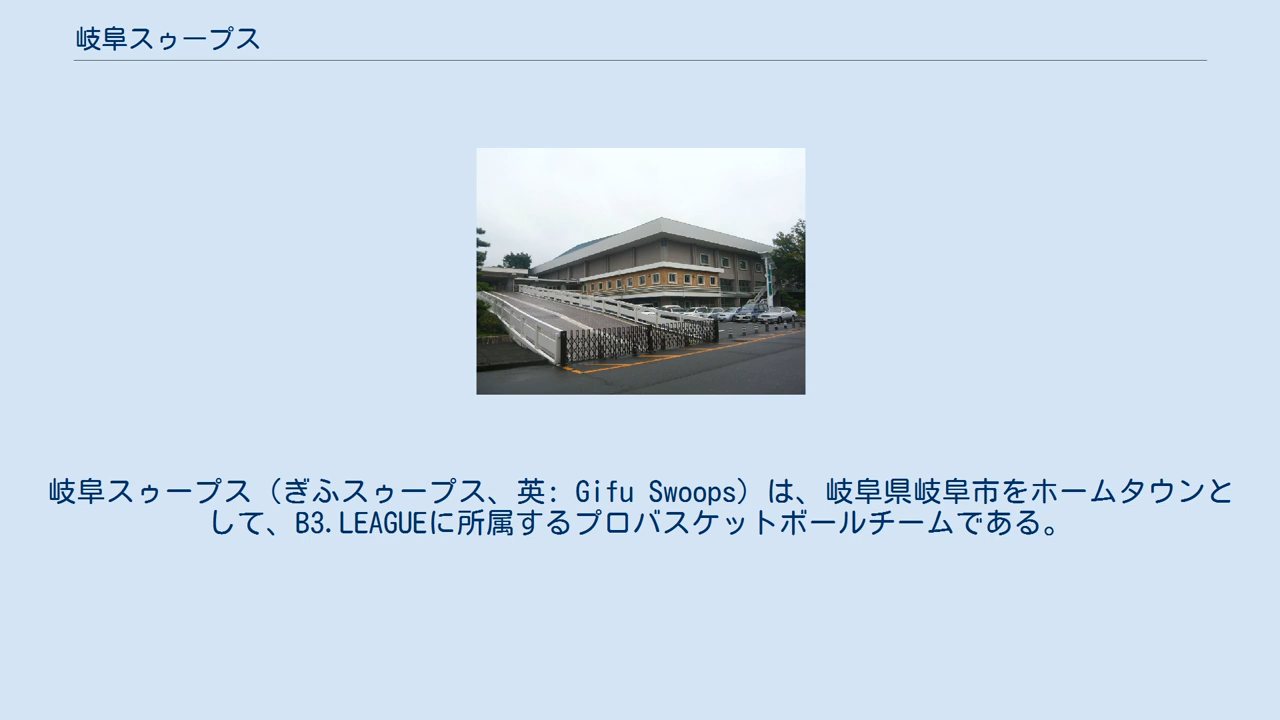 岐阜スゥープス
岐阜スゥープス（ぎふスゥープス、英: Gifu Swoops）は、岐阜県岐阜市をホームタウンと
して、B3.LEAGUEに所属するプロバスケットボールチームである。